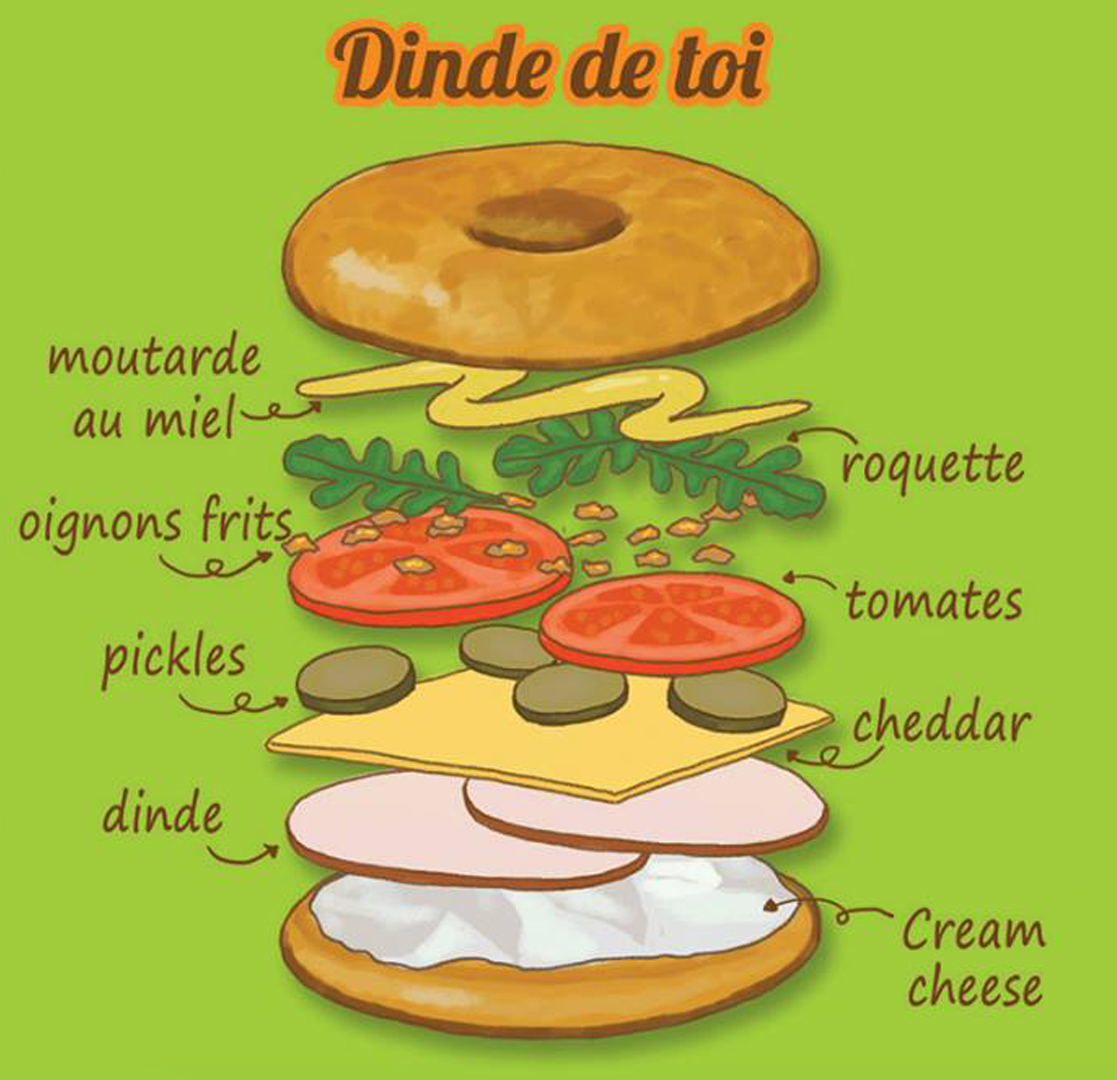 Dinde de toi
moutarde
au miel
roquette
oignons frits
tomates
pickles
cheddar
dinde
Cream
cheese